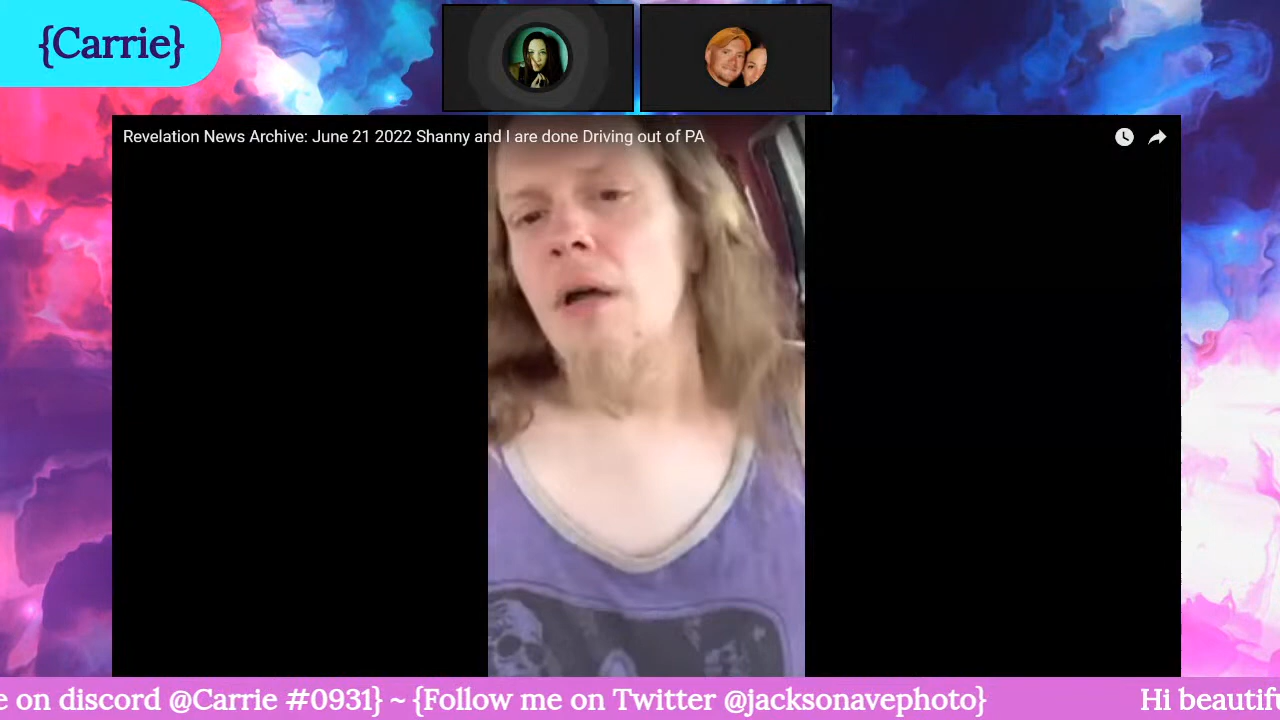 {Carrie}
Revelation News Archive: June 21 2022 Shanny and I are done Driving out of PA
e on discord @Carrie #0931} ~ {Follow me on Twitter @jacksonavephoto} Hi beautifu